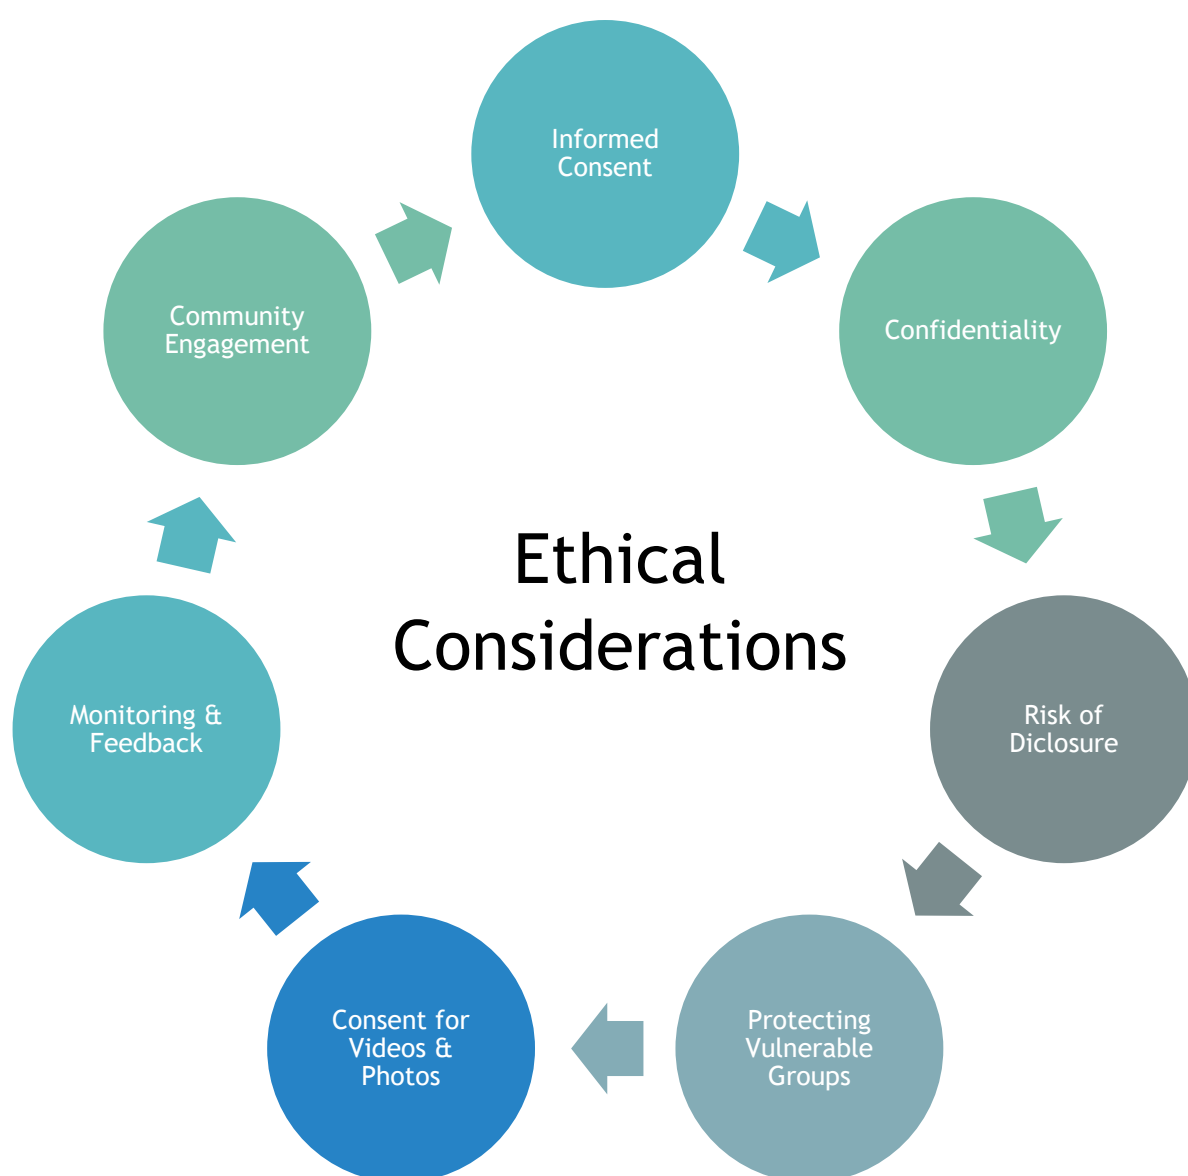 Informed
Consent
Confidentiality
Risk of
Diclosure
Protecting
Vulnerable
Groups
Consent for
Videos &
Photos
Monitoring &
Feedback
Community
Engagement
Ethical
Considerations